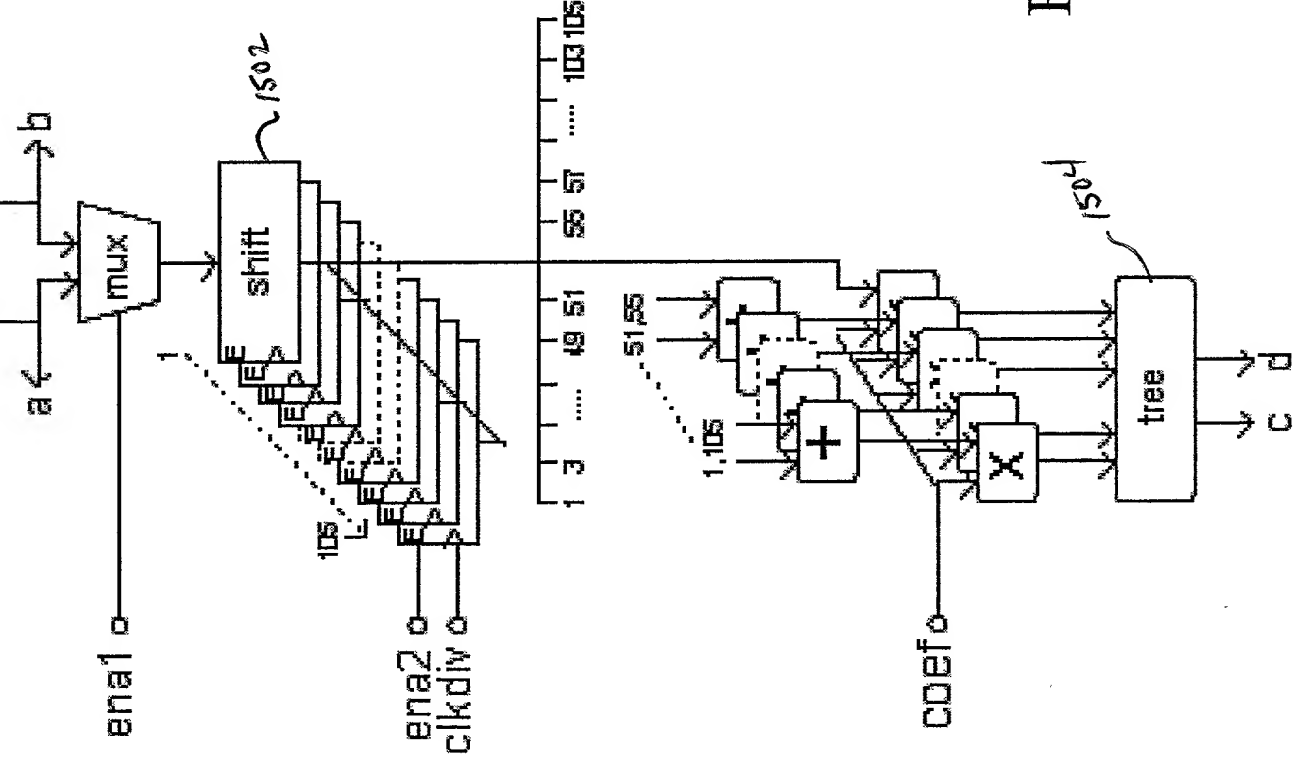 a
b
mux
ena1
shift
1502
1
105
E
E
E
E
E
E
E
E
E
ena2
clkdiv
1 3 ..... 49 51 55 57 ..... 103 105
51,55
1,105
+
coef
X
tree
1504
c
d